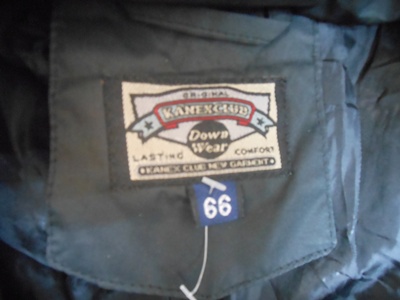 ORIGINAL
KANEX CLUB
Down
Wear
LASTING COMFORT
KANEX CLUB NEW GARMENT
66